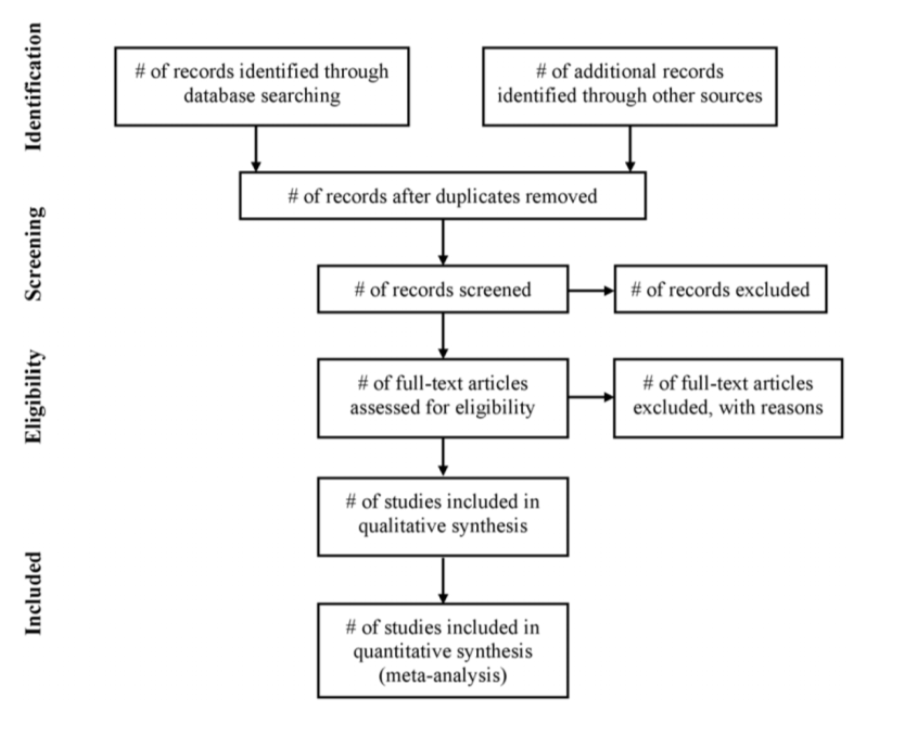 Identification
# of records identified through
database searching
# of additional records
identified through other sources
# of records after duplicates removed
Screening
# of records screened
# of records excluded
Eligibility
# of full-text articles
assessed for eligibility
# of full-text articles
excluded, with reasons
# of studies included in
qualitative synthesis
Included
# of studies included in
quantitative synthesis
(meta-analysis)